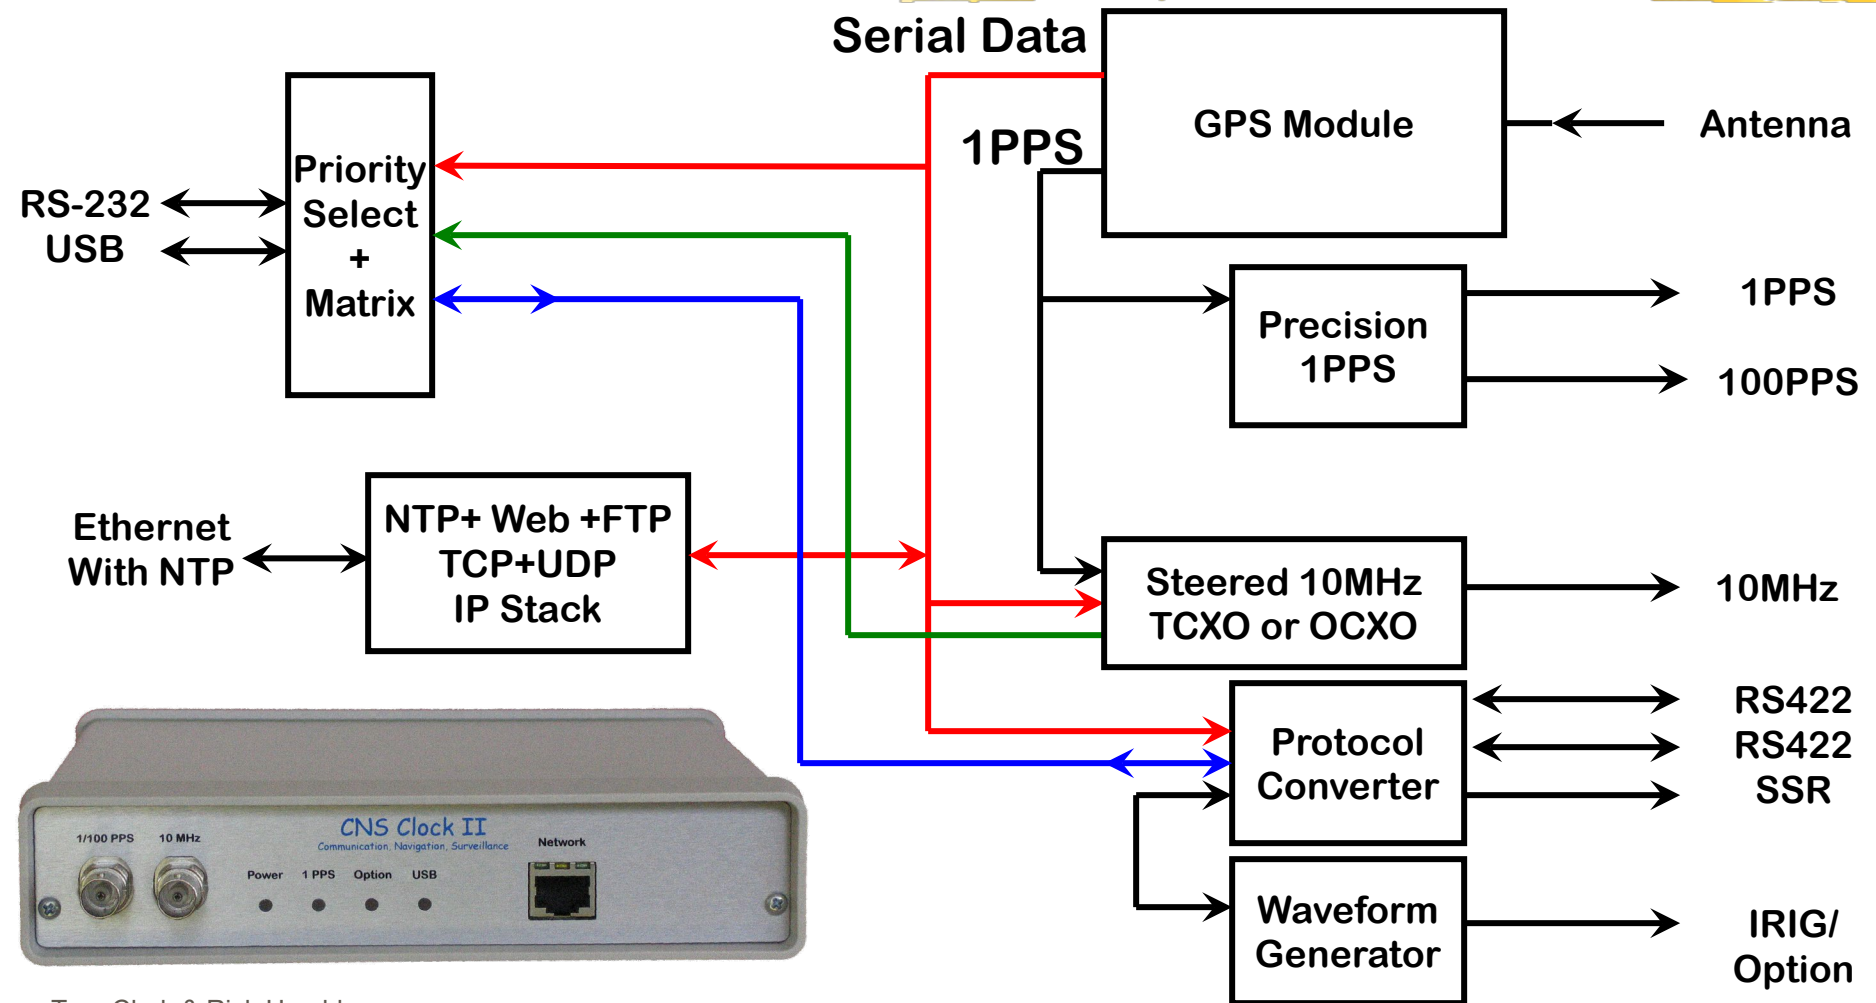 Serial Data
GPS Module
Antenna
1PPS
Priority
Select
+
Matrix
RS-232
USB
Precision
1PPS
1PPS
100PPS
Ethernet
With NTP
NTP+ Web +FTP
TCP+UDP
IP Stack
Steered 10MHz
TCXO or OCXO
10MHz
Protocol
Converter
RS422
RS422
SSR
Waveform
Generator
IRIG/
Option
CNS Clock II
Communication, Navigation, Surveillance
1/100 PPS
10 MHz
Network
Power
1 PPS
Option
USB